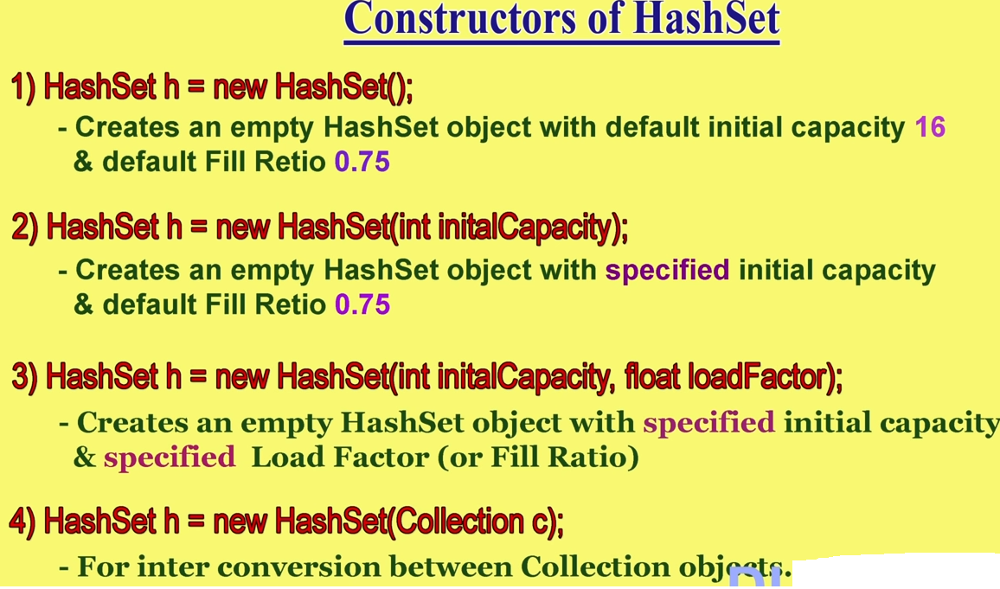 Constructors of HashSet
1) HashSet h = new HashSet();
- Creates an empty HashSet object with default initial capacity 16
& default Fill Retio 0.75
2) HashSet h = new HashSet(int initalCapacity);
- Creates an empty HashSet object with specified initial capacity
& default Fill Retio 0.75
3) HashSet h = new HashSet(int initalCapacity, float loadFactor);
- Creates an empty HashSet object with specified initial capacity
& specified Load Factor (or Fill Ratio)
4) HashSet h = new HashSet(Collection c);
- For inter conversion between Collection objects.